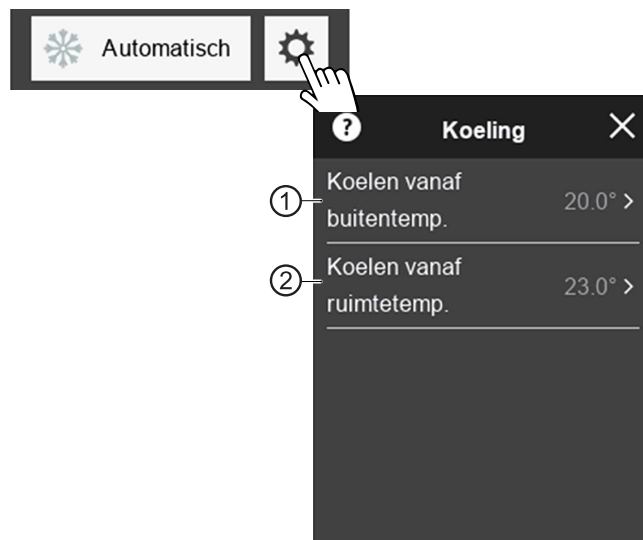 Automatisch
? Koeling
1 Koelen vanaf
buitentemp. 20.0° >
2 Koelen vanaf
ruimtetemp. 23.0° >